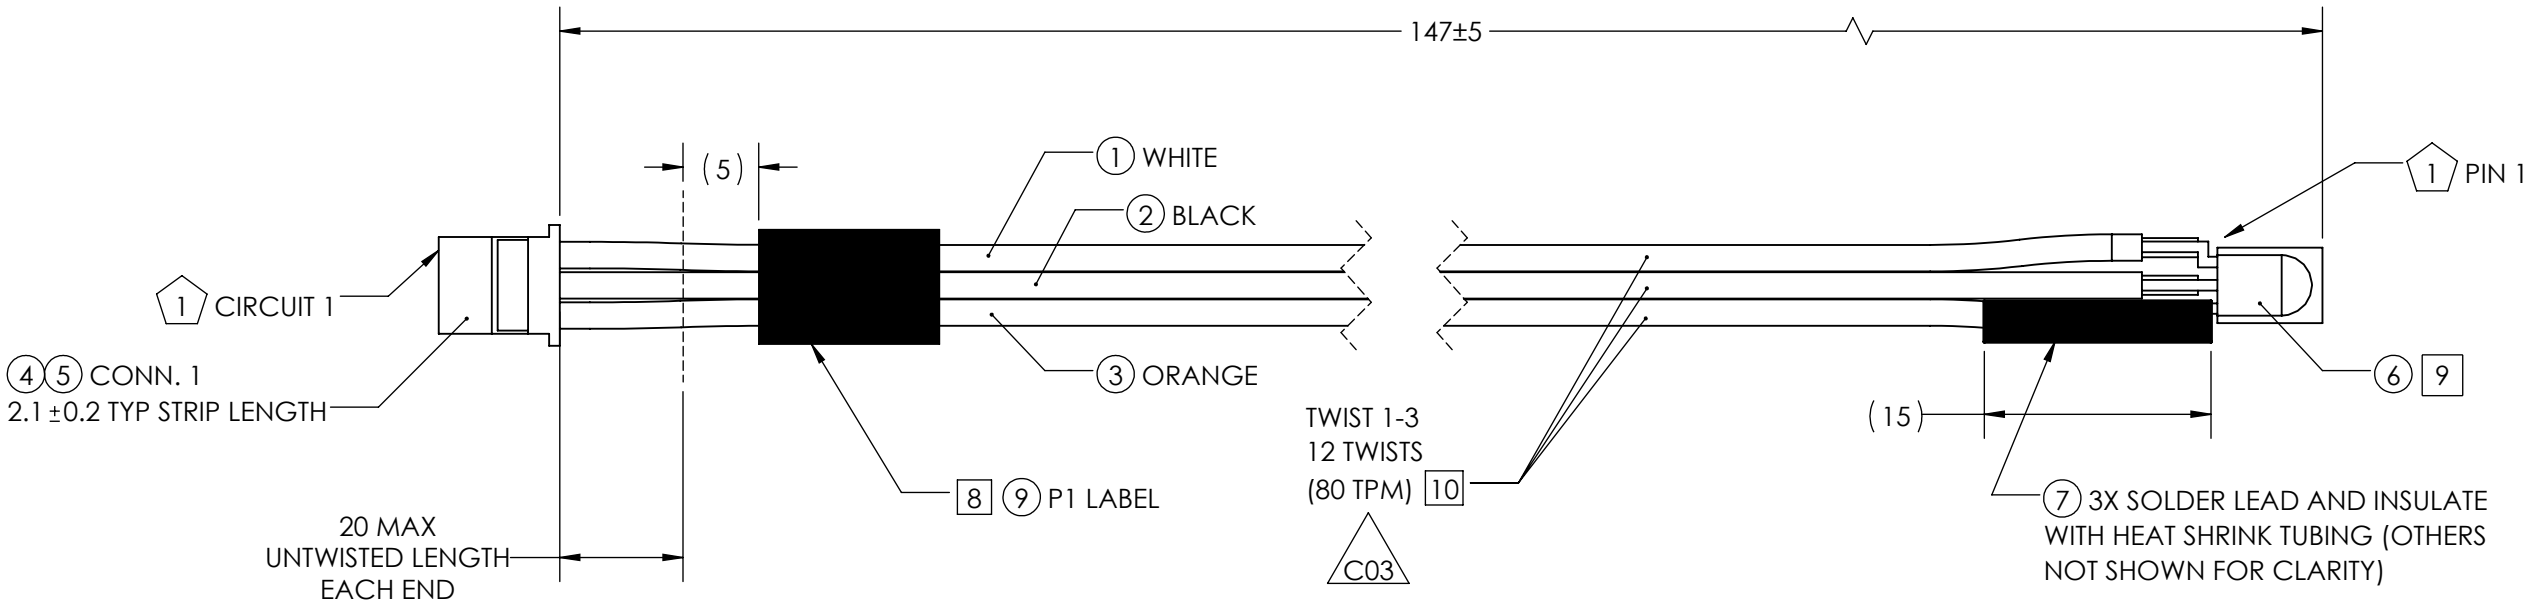 147±5
(5)
1 WHITE
2 BLACK
1 PIN 1
1 CIRCUIT 1
4 5 CONN. 1
2.1 ±0.2 TYP STRIP LENGTH
3 ORANGE
6 9
TWIST 1-3
12 TWISTS
(80 TPM) 10
C03
(15)
8 9 P1 LABEL
7 3X SOLDER LEAD AND INSULATE
WITH HEAT SHRINK TUBING (OTHERS
NOT SHOWN FOR CLARITY)
20 MAX
UNTWISTED LENGTH
EACH END